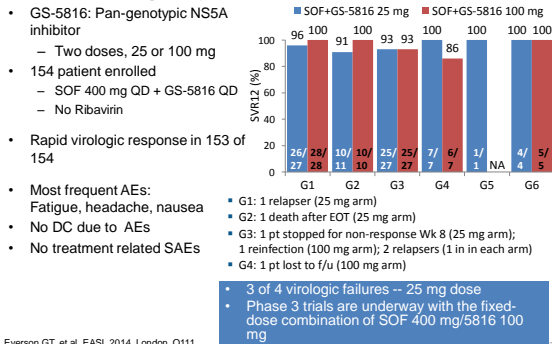 • GS-5816: Pan-genotypic NS5A
inhibitor
– Two doses, 25 or 100 mg
• 154 patient enrolled
– SOF 400 mg QD + GS-5816 QD
– No Ribavirin
• Rapid virologic response in 153 of
154
• Most frequent AEs:
Fatigue, headache, nausea
• No DC due to AEs
• No treatment related SAEs
SOF+GS-5816 25 mg SOF+GS-5816 100 mg
SVR12 (%)
100
80
60
40
20
0
96 100 91 100 93 93 100 86 100 100 100
26/27 28/28 10/11 10/10 25/27 25/27 7/7 6/7 1/1 NA 4/4 5/5
G1 G2 G3 G4 G5 G6
▪ G1: 1 relapser (25 mg arm)
▪ G2: 1 death after EOT (25 mg arm)
▪ G3: 1 pt stopped for non-response Wk 8 (25 mg arm);
1 reinfection (100 mg arm); 2 relapsers (1 in in each arm)
▪ G4: 1 pt lost to f/u (100 mg arm)
• 3 of 4 virologic failures -- 25 mg dose
• Phase 3 trials are underway with the fixed-
dose combination of SOF 400 mg/5816 100
mg
Everson GT, et al. EASL 2014, London, O111